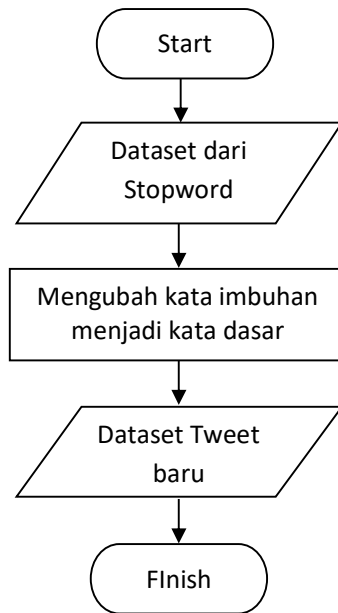 Start
Dataset dari
Stopword
Mengubah kata imbuhan
menjadi kata dasar
Dataset Tweet
baru
FInish